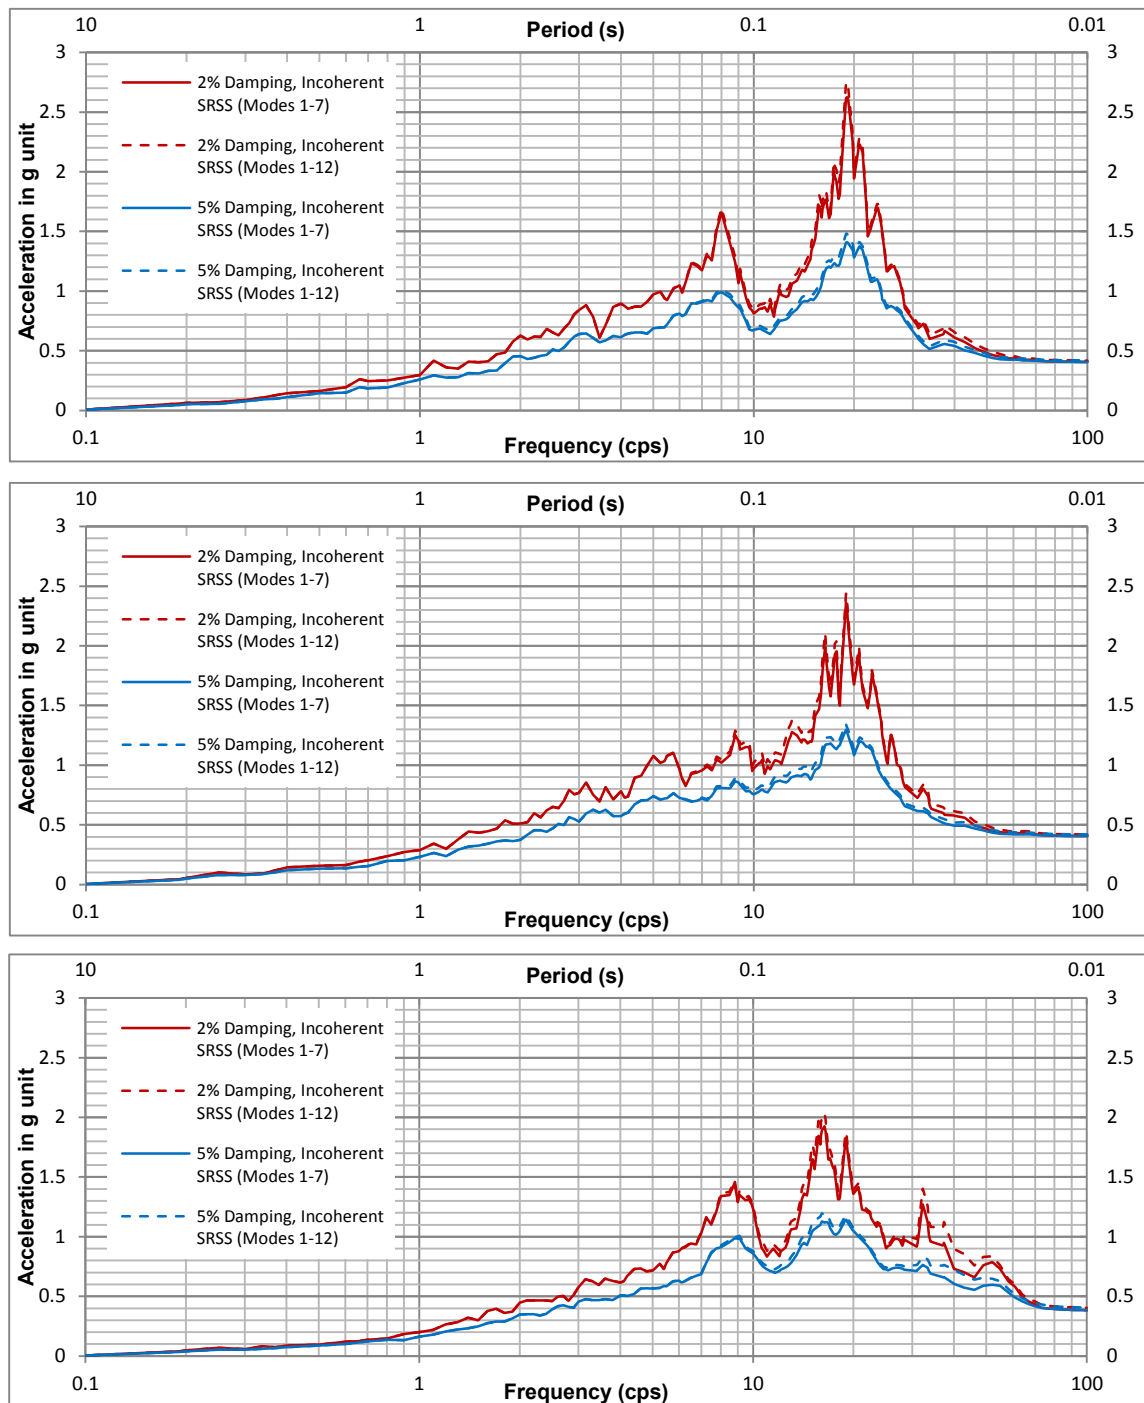 10 1 0.1 0.01
Period (s)
3 3
2% Damping, Incoherent
SRSS (Modes 1-7)
2.5 2.5
2% Damping, Incoherent
SRSS (Modes 1-12)
2 2
5% Damping, Incoherent
SRSS (Modes 1-7)
1.5 1.5
5% Damping, Incoherent
SRSS (Modes 1-12)
1 1
0.5 0.5
0 0
Acceleration in g unit
0.1 1 10 100
Frequency (cps)
10 1 0.1 0.01
Period (s)
3 3
2% Damping, Incoherent
SRSS (Modes 1-7)
2.5 2.5
2% Damping, Incoherent
SRSS (Modes 1-12)
2 2
5% Damping, Incoherent
SRSS (Modes 1-7)
1.5 1.5
5% Damping, Incoherent
SRSS (Modes 1-12)
1 1
0.5 0.5
0 0
Acceleration in g unit
0.1 1 10 100
Frequency (cps)
10 1 0.1 0.01
Period (s)
3 3
2% Damping, Incoherent
SRSS (Modes 1-7)
2.5 2.5
2% Damping, Incoherent
SRSS (Modes 1-12)
2 2
5% Damping, Incoherent
SRSS (Modes 1-7)
1.5 1.5
5% Damping, Incoherent
SRSS (Modes 1-12)
1 1
0.5 0.5
0 0
Acceleration in g unit
0.1 1 10 100
Frequency (cps)